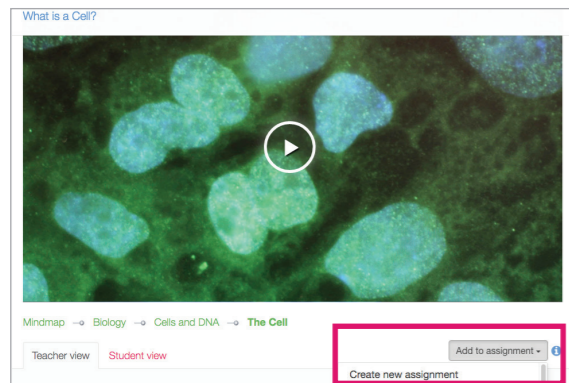 What is a Cell?
Mindmap Biology Cells and DNA The Cell
Teacher view Student view Add to assignment
Create new assignment